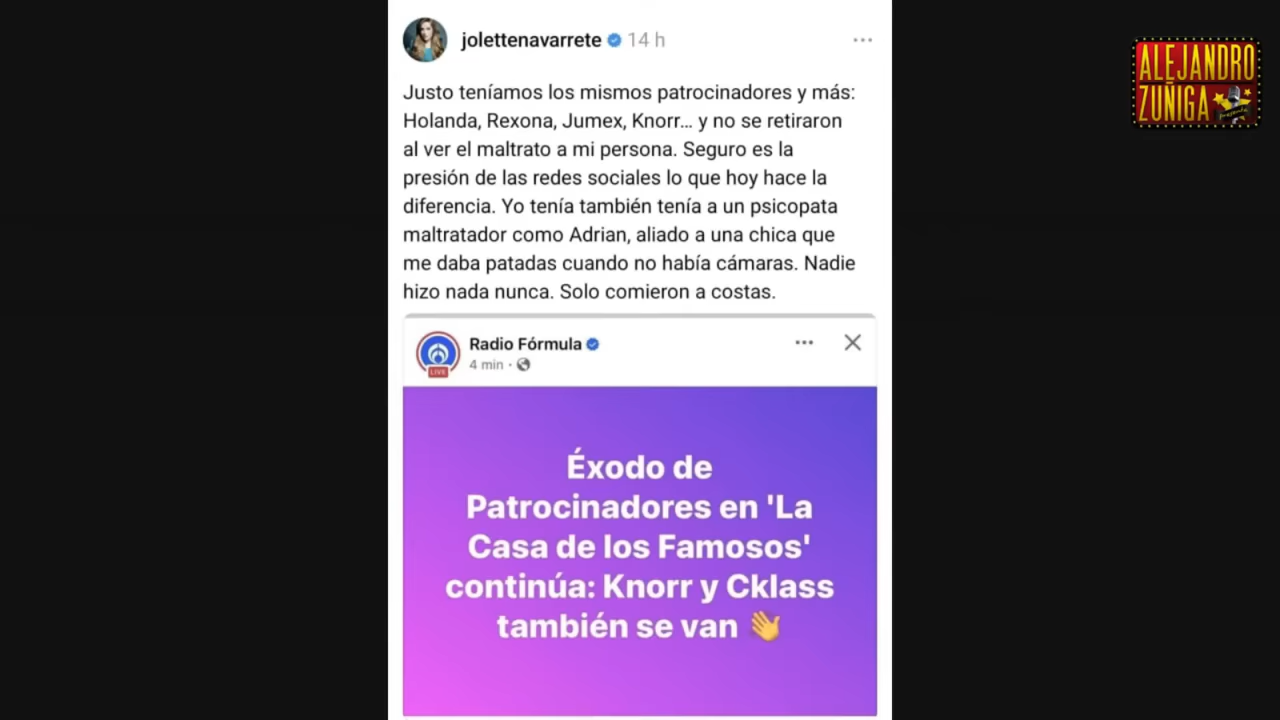 jolettenavarrete 14 h
ALEJANDRO
ZUÑIGA
Justo teníamos los mismos patrocinadores y más:
Holanda, Rexona, Jumex, Knorr... y no se retiraron
al ver el maltrato a mi persona. Seguro es la
presión de las redes sociales lo que hoy hace la
diferencia. Yo tenía también tenía a un psicopata
maltratador como Adrian, aliado a una chica que
me daba patadas cuando no había cámaras. Nadie
hizo nada nunca. Solo comieron a costas.
Radio Fórmula
4 min ·
LIVE
Éxodo de
Patrocinadores en 'La
Casa de los Famosos'
continúa: Knorr y Cklass
también se van 👋